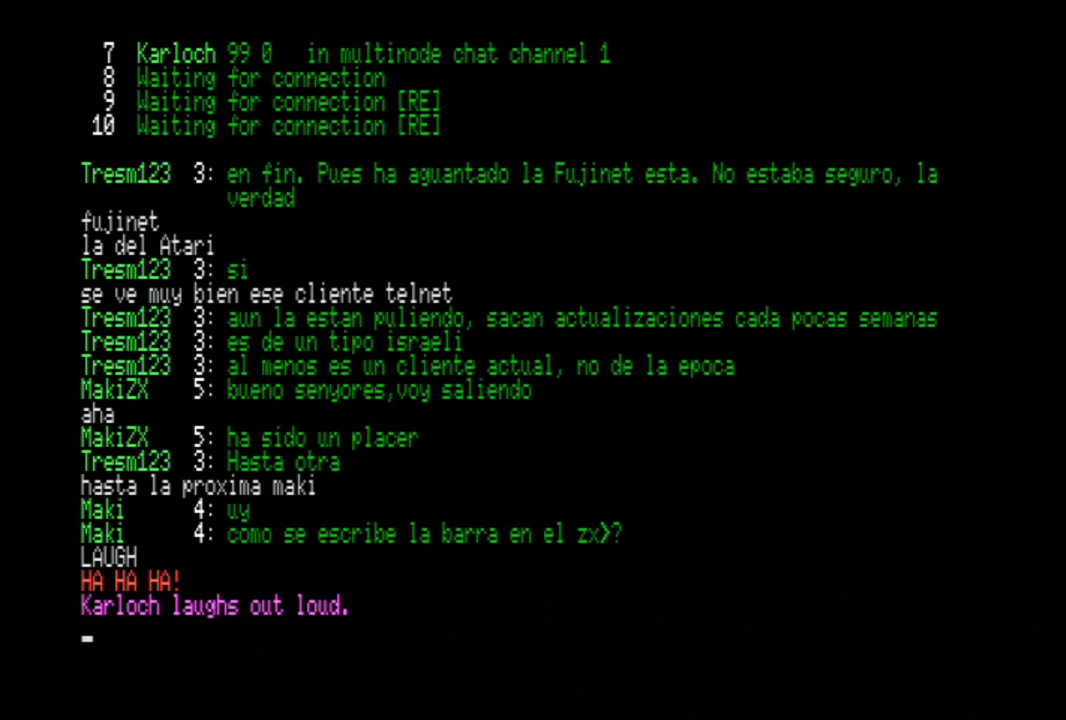 7 Karloch 99 0 in multinode chat channel 1
8 Waiting for connection
9 Waiting for connection [RE]
10 Waiting for connection [RE]
Tresm123 3: en fin. Pues ha aguantado la Fujinet esta. No estaba seguro, la
verdad
fujinet
la del Atari
Tresm123 3: si
se ve muy bien ese cliente telnet
Tresm123 3: aun la estan puliendo, sacan actualizaciones cada pocas semanas
Tresm123 3: es de un tipo israeli
Tresm123 3: al menos es un cliente actual, no de la epoca
MakiZX 5: bueno senyores,voy saliendo
aha
MakiZX 5: ha sido un placer
Tresm123 3: Hasta otra
hasta la proxima maki
Maki 4: uy
Maki 4: como se escribe la barra en el zx>?
LAUGH
HA HA HA!
Karloch laughs out loud.